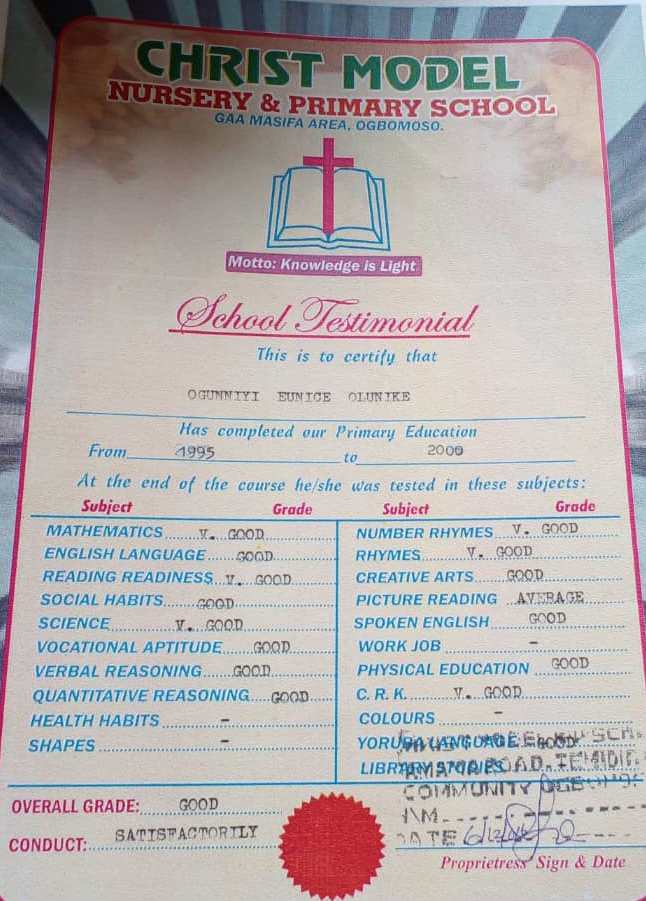 CHRIST MODEL
NURSERY & PRIMARY SCHOOL
GAA MASIFA AREA, OGBOMOSO.
Motto: Knowledge is Light
School Testimonial
This is to certify that
OGUNNIYI EUNICE OLUNIKE
Has completed our Primary Education
From 1995 to 2000
At the end of the course he/she was tested in these subjects:
Subject Grade Subject Grade
MATHEMATICS V. GOOD
ENGLISH LANGUAGE GOOD
READING READINESS V. GOOD
SOCIAL HABITS GOOD
SCIENCE V. GOOD
VOCATIONAL APTITUDE GOOD
VERBAL REASONING GOOD
QUANTITATIVE REASONING GOOD
HEALTH HABITS -
SHAPES -
NUMBER RHYMES V. GOOD
RHYMES V. GOOD
CREATIVE ARTS GOOD
PICTURE READING AVERAGE
SPOKEN ENGLISH GOOD
WORK JOB -
PHYSICAL EDUCATION GOOD
C. R. K. V. GOOD
COLOURS -
YORUBA LANGUAGE GOOD
LIBRARY STORIES
ROAD,
COMMUNITY
DATE
OVERALL GRADE: GOOD
CONDUCT: SATISFACTORILY
Proprietress' Sign & Date